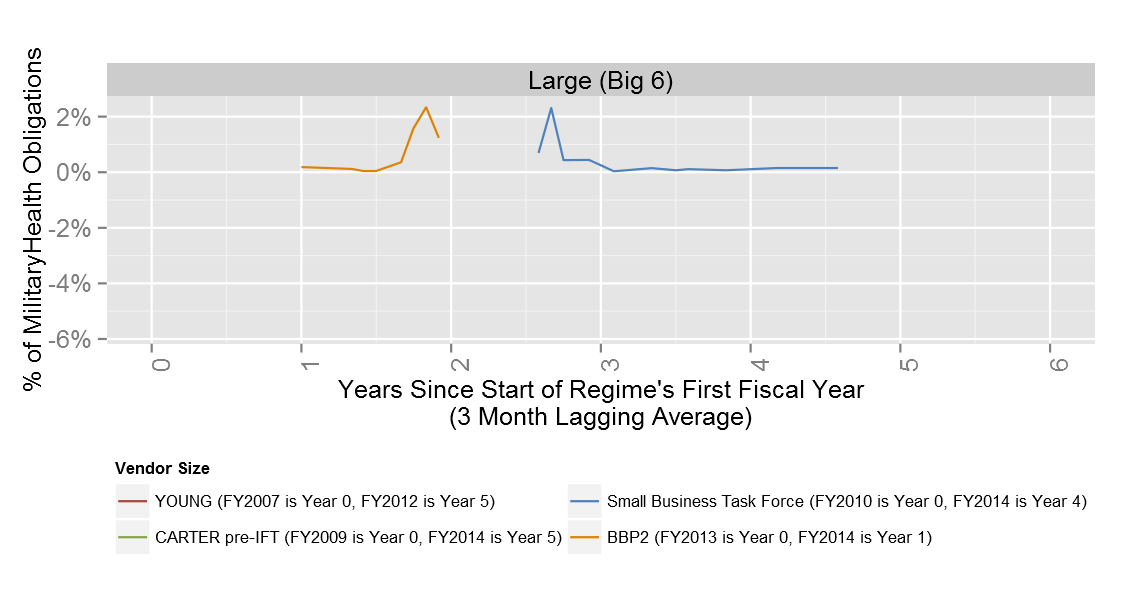 Large (Big 6)
% of MilitaryHealth Obligations
2%
0%
-2%
-4%
-6%
0 1 2 3 4 5 6
Years Since Start of Regime's First Fiscal Year
(3 Month Lagging Average)
Vendor Size
YOUNG (FY2007 is Year 0, FY2012 is Year 5)
Small Business Task Force (FY2010 is Year 0, FY2014 is Year 4)
CARTER pre-IFT (FY2009 is Year 0, FY2014 is Year 5)
BBP2 (FY2013 is Year 0, FY2014 is Year 1)